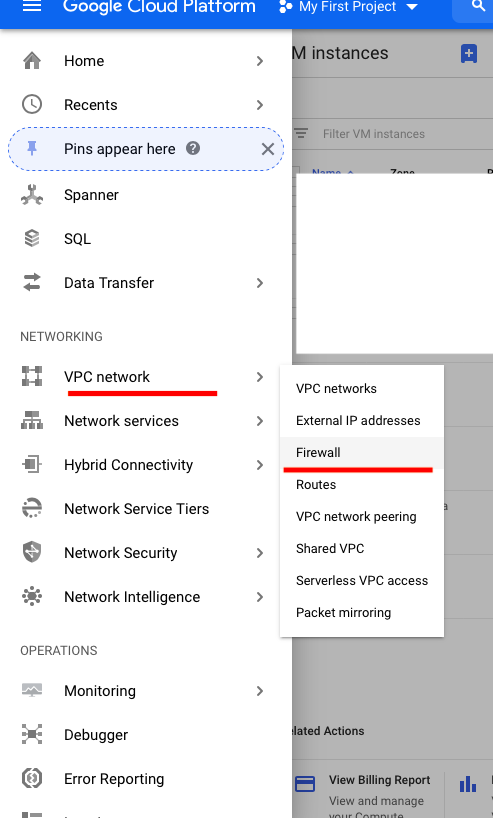 Google Cloud Platform
My First Project
M instances
Home
Recents
Pins appear here
Filter VM instances
Name
Zone
Spanner
SQL
Data Transfer
NETWORKING
VPC network
Network services
Hybrid Connectivity
Network Service Tiers
Network Security
Network Intelligence
VPC networks
External IP addresses
Firewall
Routes
VPC network peering
Shared VPC
Serverless VPC access
Packet mirroring
a
OPERATIONS
Monitoring
Debugger
Error Reporting
lated Actions
View Billing Report
View and manage
your Compute